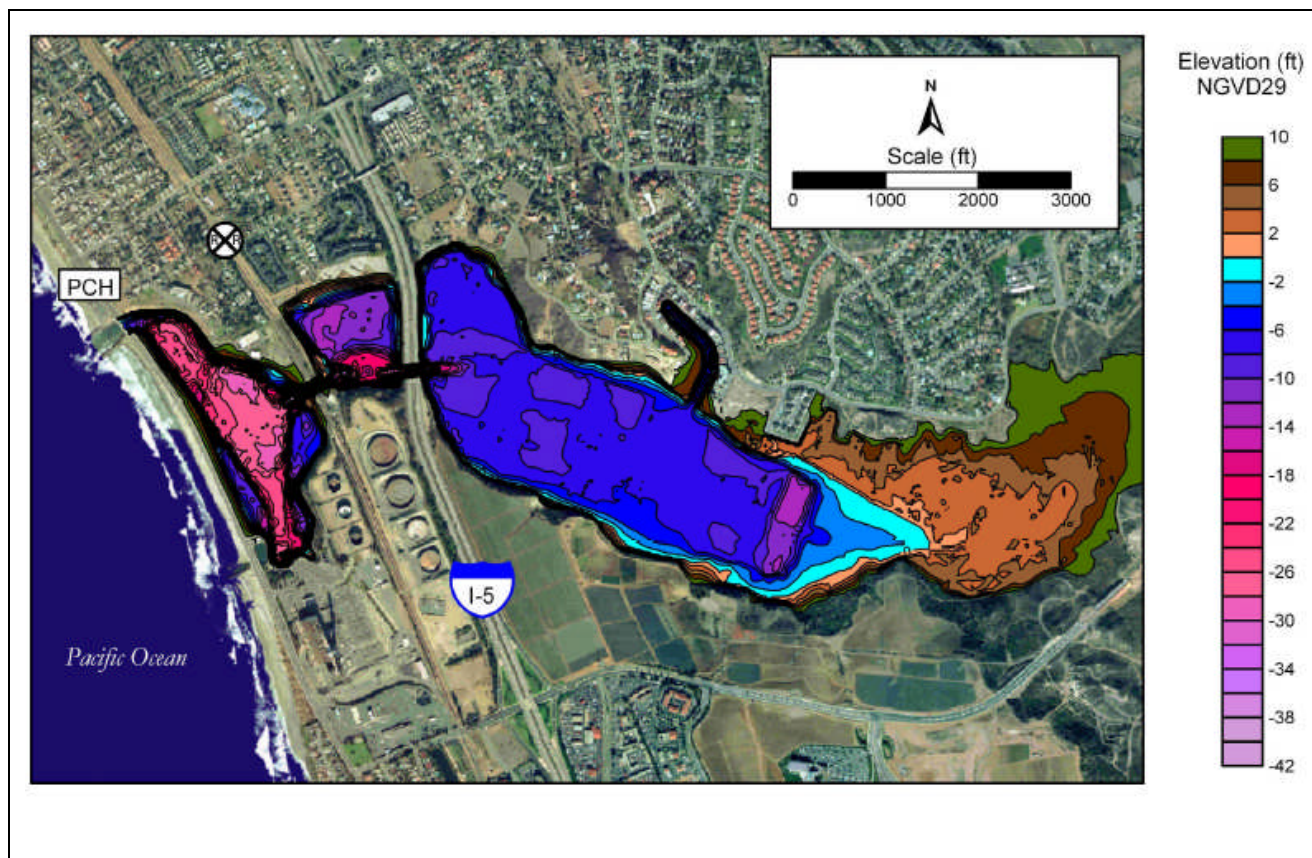 Elevation (ft)
NGVD29
N
Scale (ft)
0 1000 2000 3000
10
6
2
-2
-6
-10
-14
-18
-22
-26
-30
-34
-38
-42
R R
PCH
I-5
Pacific Ocean